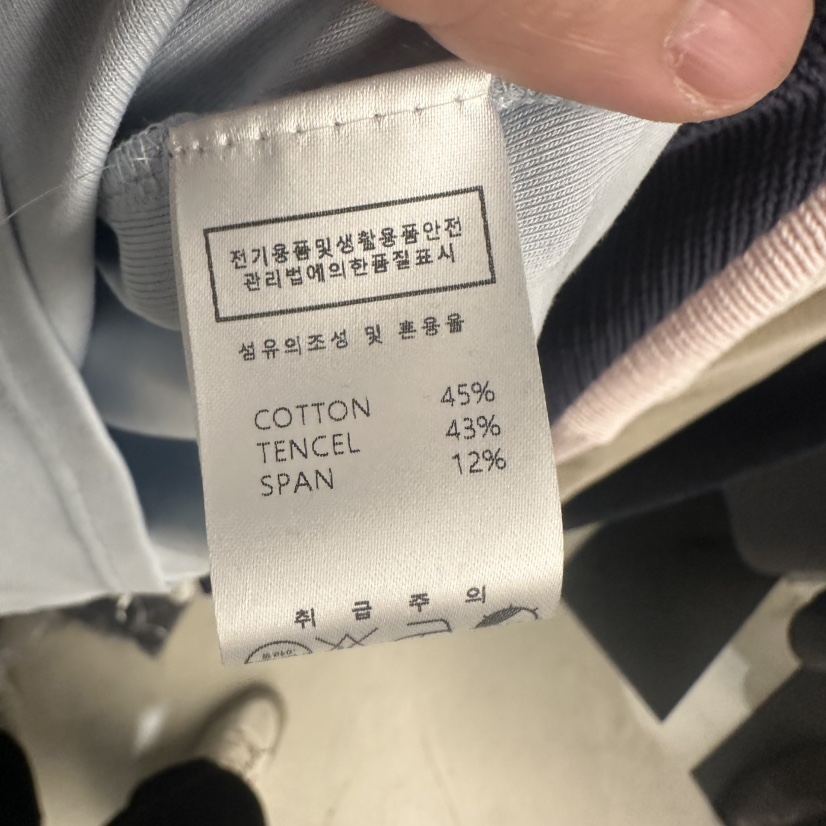 전기용품및생활용품안전
관리법에의한품질표시
섬유의조성 및 혼용율
COTTON 45%
TENCEL 43%
SPAN 12%
취 급 주 의